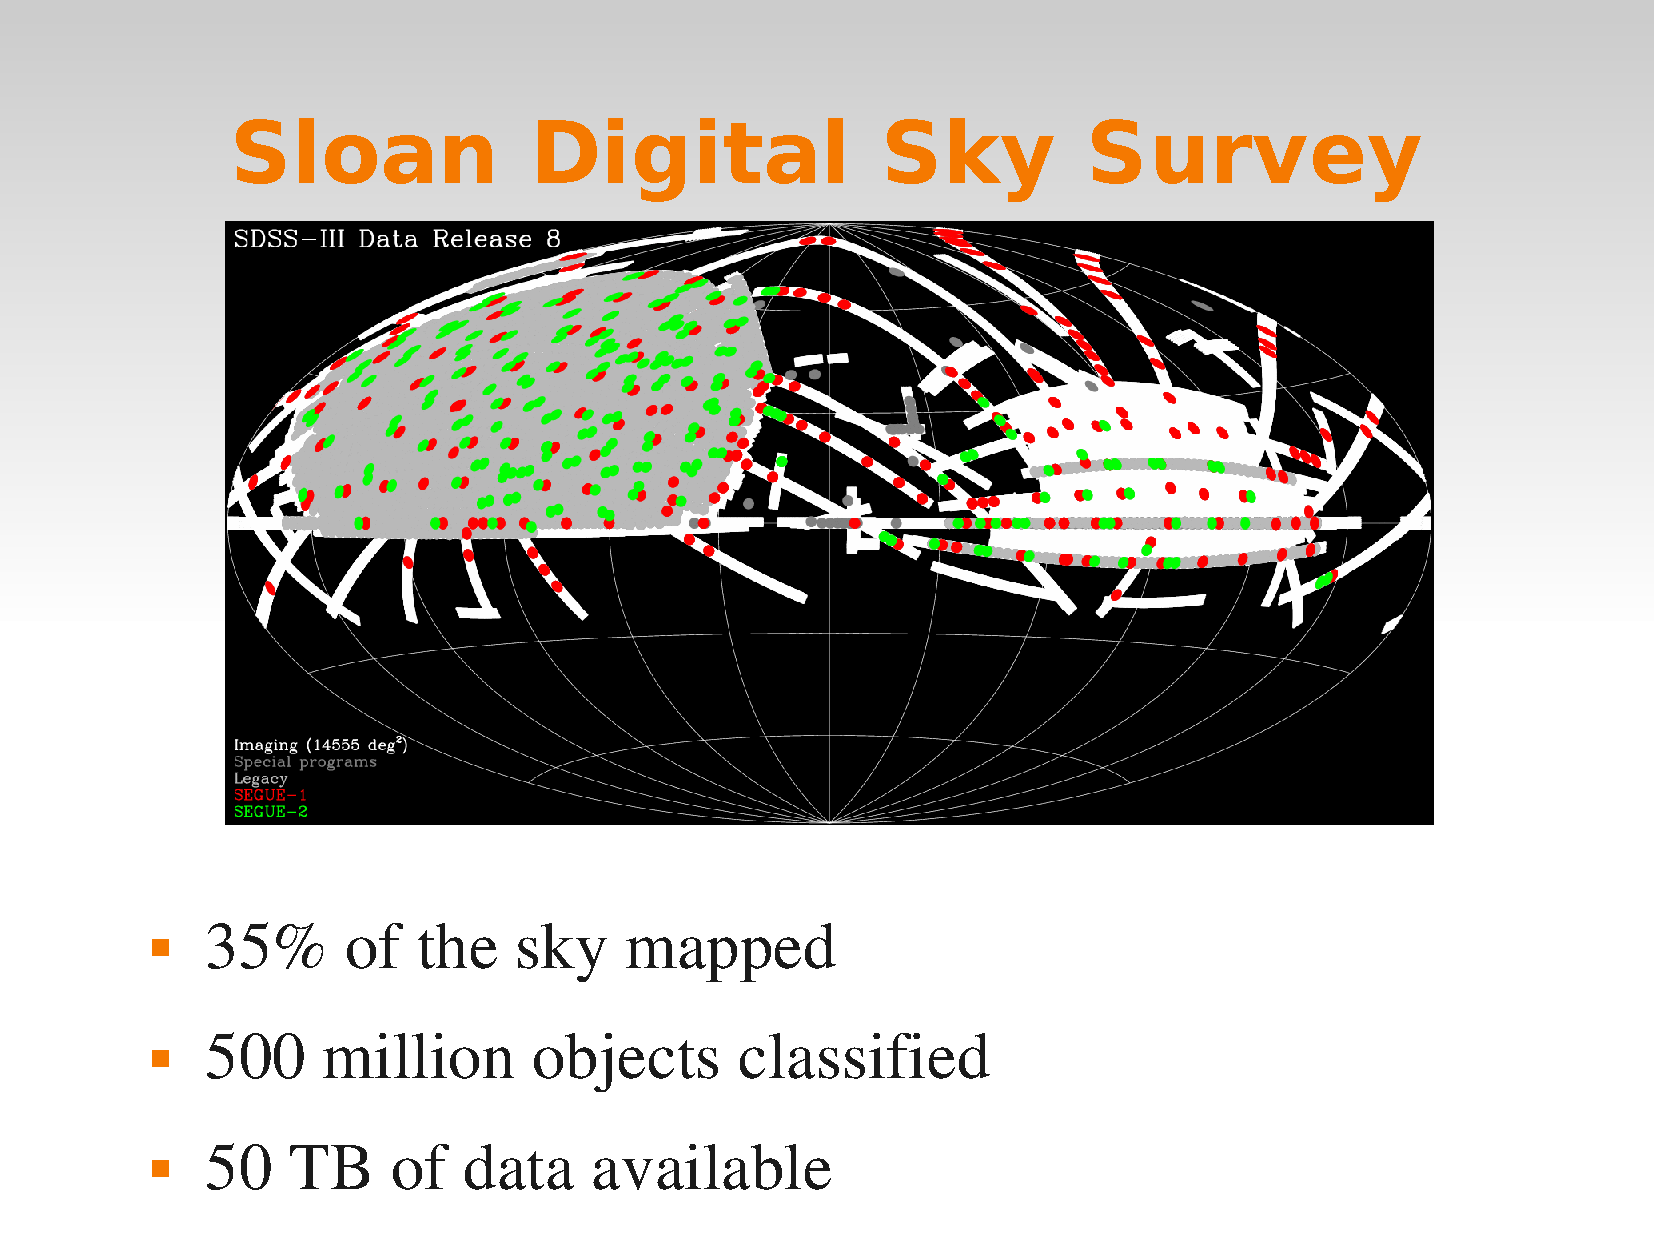 Sloan Digital Sky Survey
SDSS-III Data Release 8
Imaging (14555 deg²)
Special programs
Legacy
SEGUE-1
SEGUE-2
35% of the sky mapped
500 million objects classified
50 TB of data available